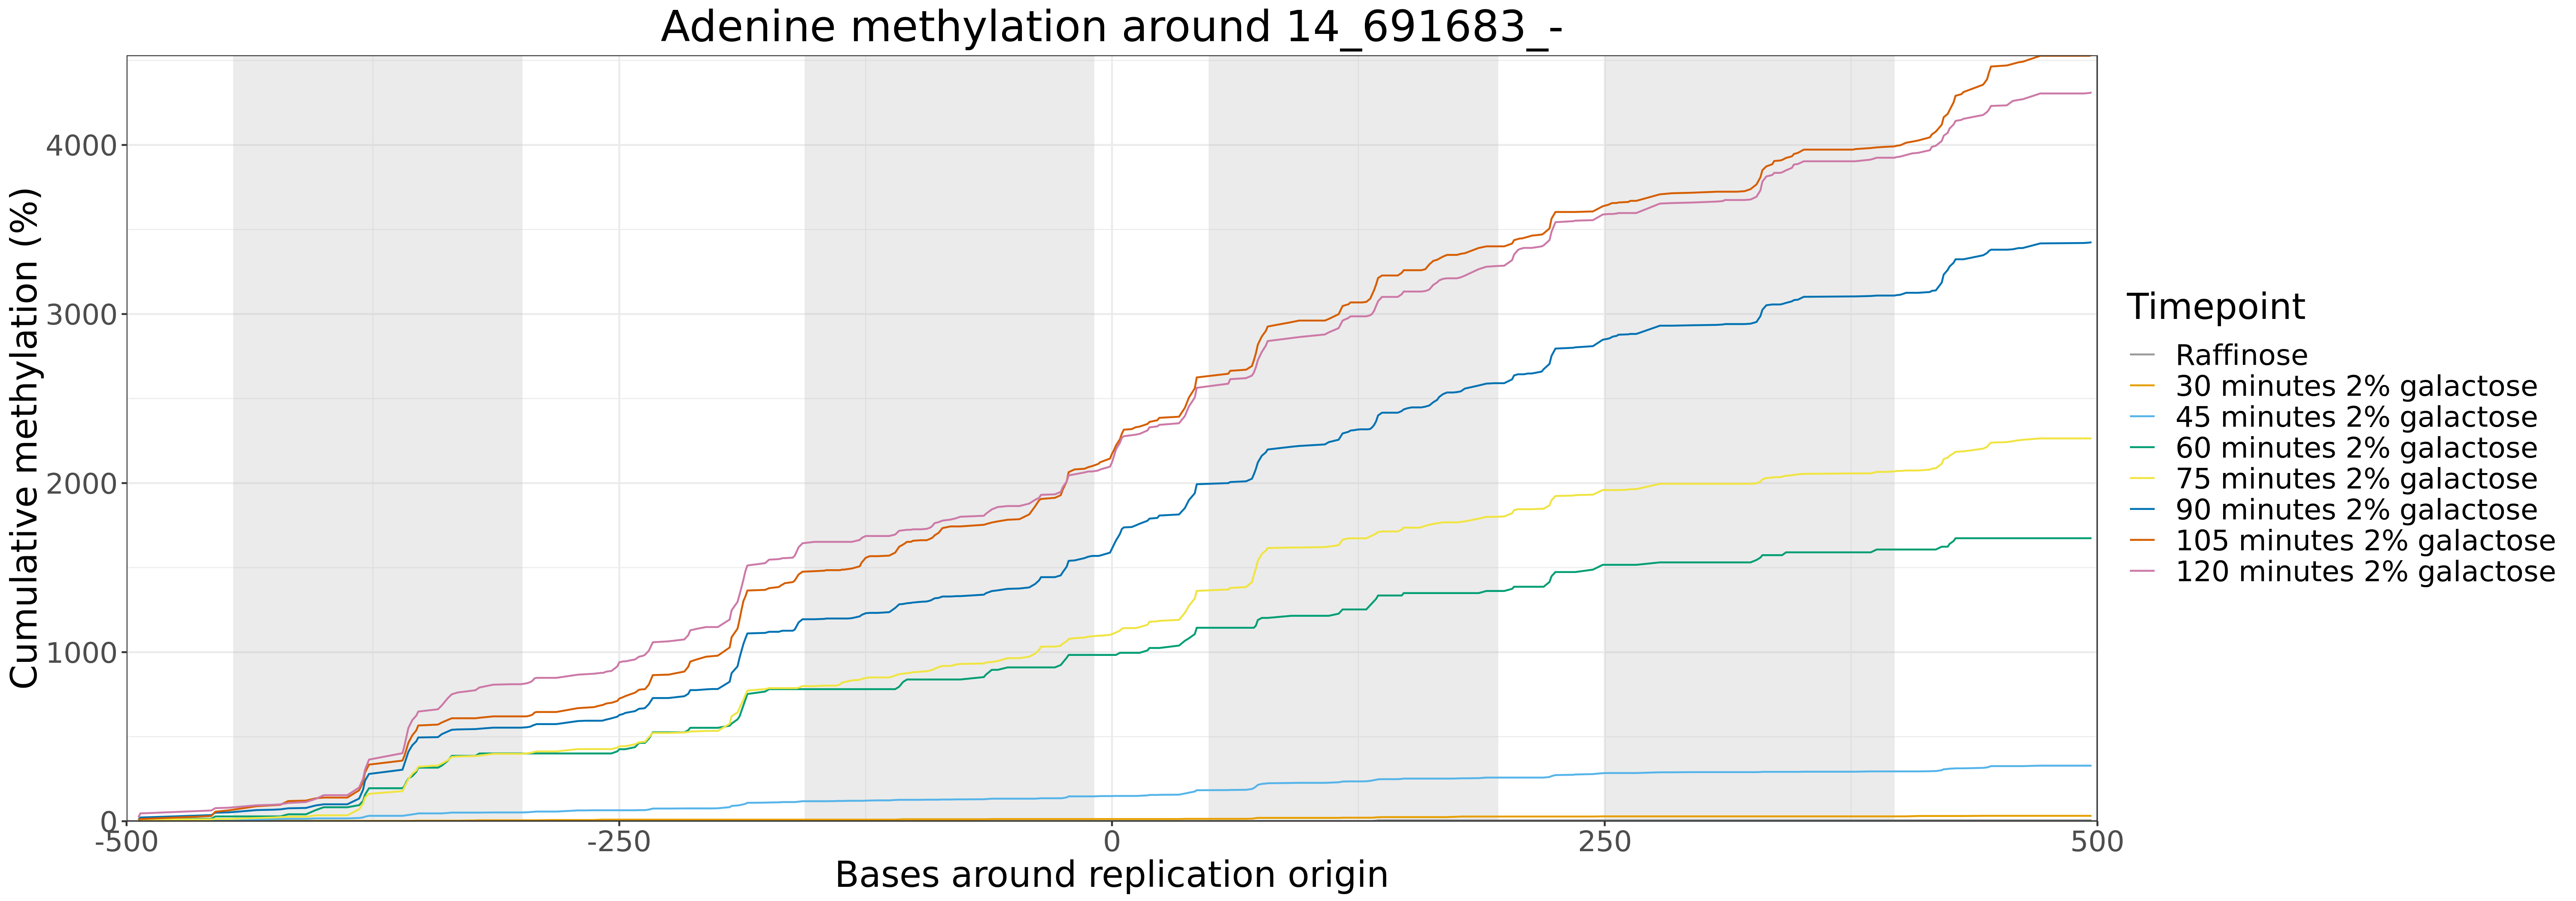 Adenine methylation around 14_691683_-
Cumulative methylation (%)
4000
3000
2000
1000
0
-500
-250
0
250
500
Bases around replication origin
Timepoint
Raffinose
30 minutes 2% galactose
45 minutes 2% galactose
60 minutes 2% galactose
75 minutes 2% galactose
90 minutes 2% galactose
105 minutes 2% galactose
120 minutes 2% galactose